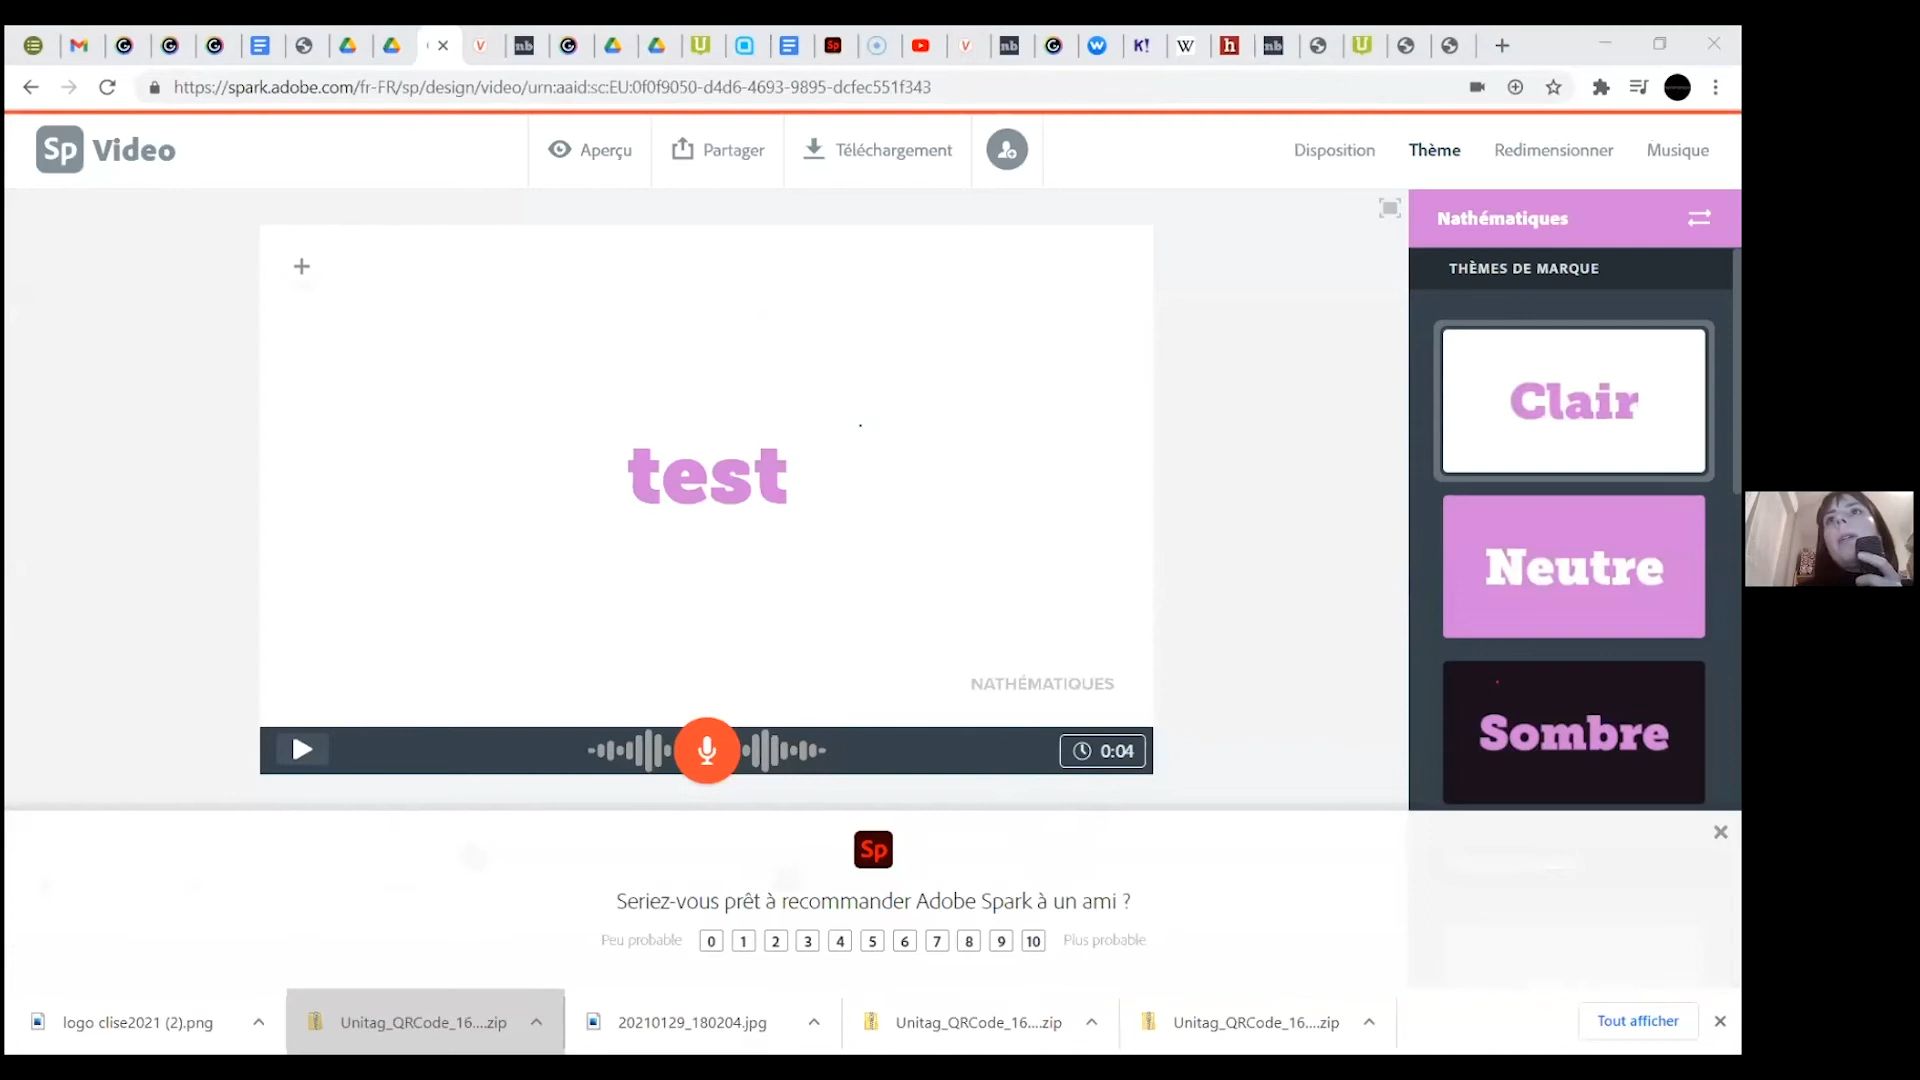 https://spark.adobe.com/fr-FR/sp/design/video/urn:aaid:sc:EU:0f0f9050-d4d6-4693-9895-dcfec551f343
Sp Video
Aperçu
Partager
Téléchargement
Disposition
Thème
Redimensionner
Musique
Nathématiques
THÈMES DE MARQUE
Clair
test
Neutre
NATHÉMATIQUES
Sombre
0:04
Sp
Seriez-vous prêt à recommander Adobe Spark à un ami ?
Peu probable 0 1 2 3 4 5 6 7 8 9 10 Plus probable
logo clise2021 (2).png
Unitag_QRCode_16....zip
20210129_180204.jpg
Unitag_QRCode_16....zip
Unitag_QRCode_16....zip
Tout afficher